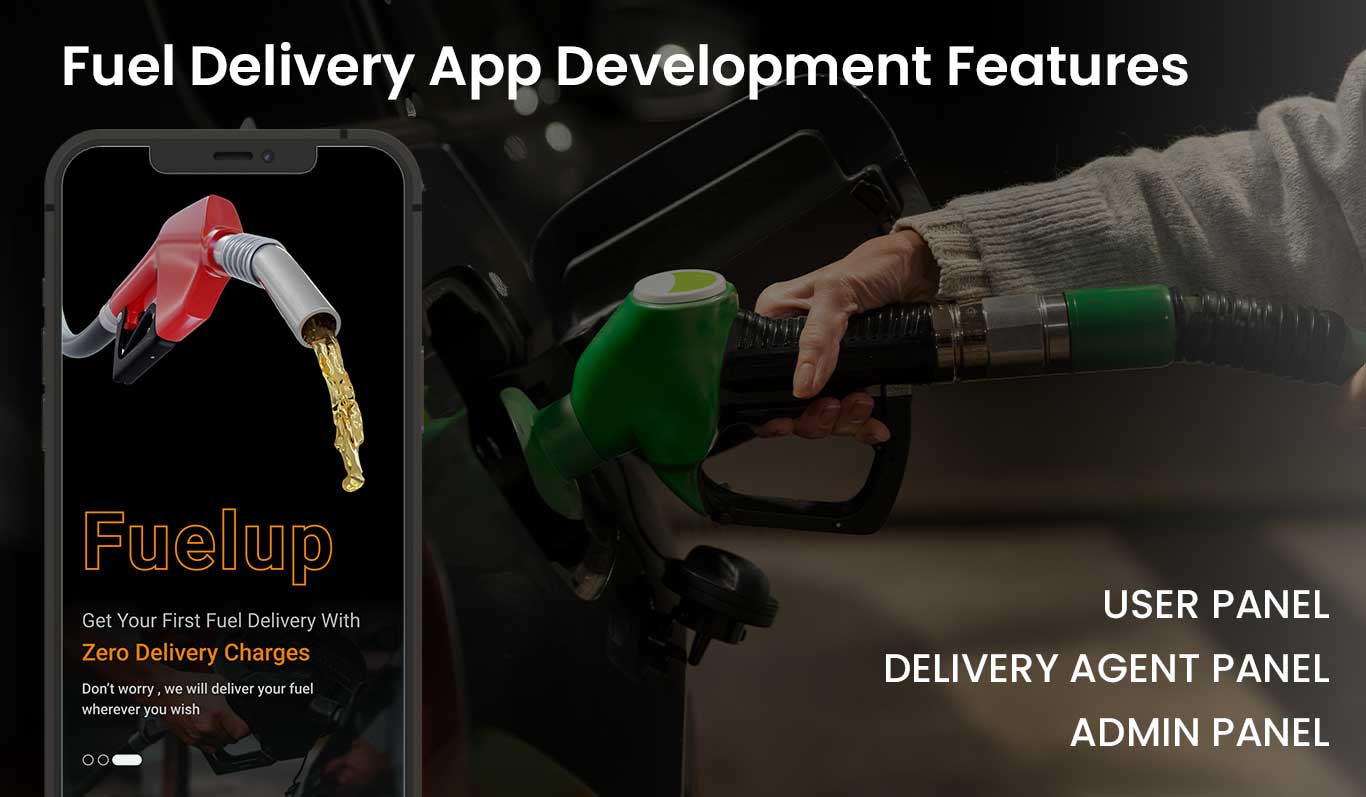 Fuel Delivery App Development Features
Fuelup
Get Your First Fuel Delivery With
Zero Delivery Charges
Don’t worry , we will deliver your fuel
wherever you wish
USER PANEL
DELIVERY AGENT PANEL
ADMIN PANEL